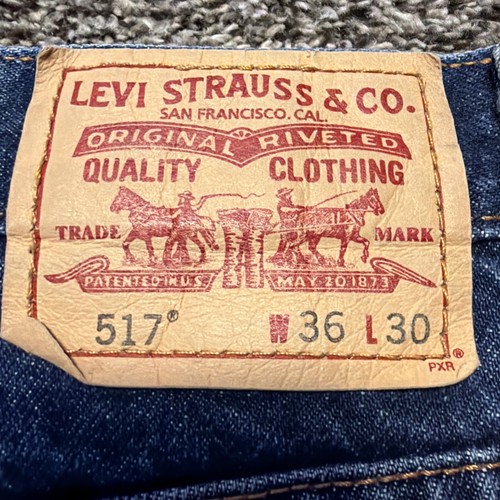 LEVI STRAUSS & CO.
SAN FRANCISCO. CAL.
ORIGINAL RIVETED
QUALITY CLOTHING
TRADE MARK
PATENTED IN U.S. MAY 20 1873
517® W 36 L 30
PXR®